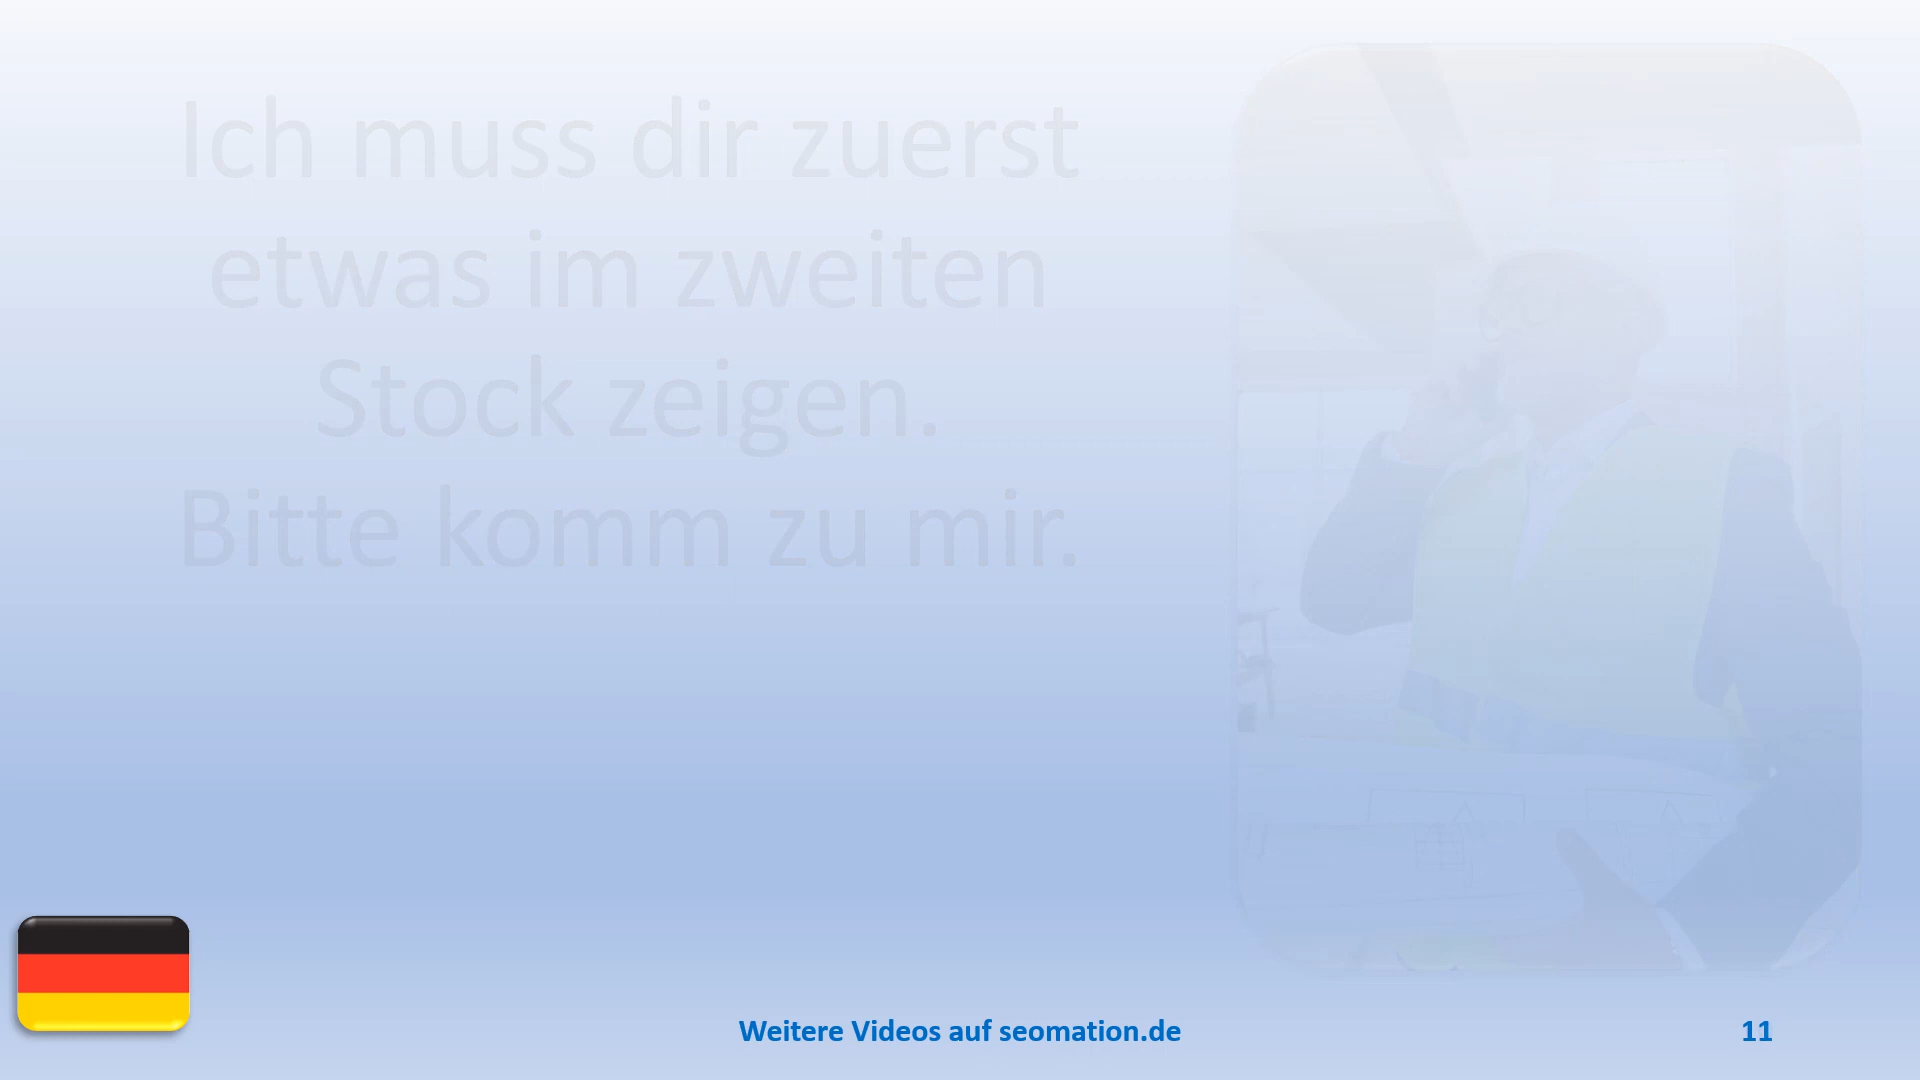 Ich muss dir zuerst
etwas im zweiten
Stock zeigen.
Bitte komm zu mir.
Weitere Videos auf seomation.de
11